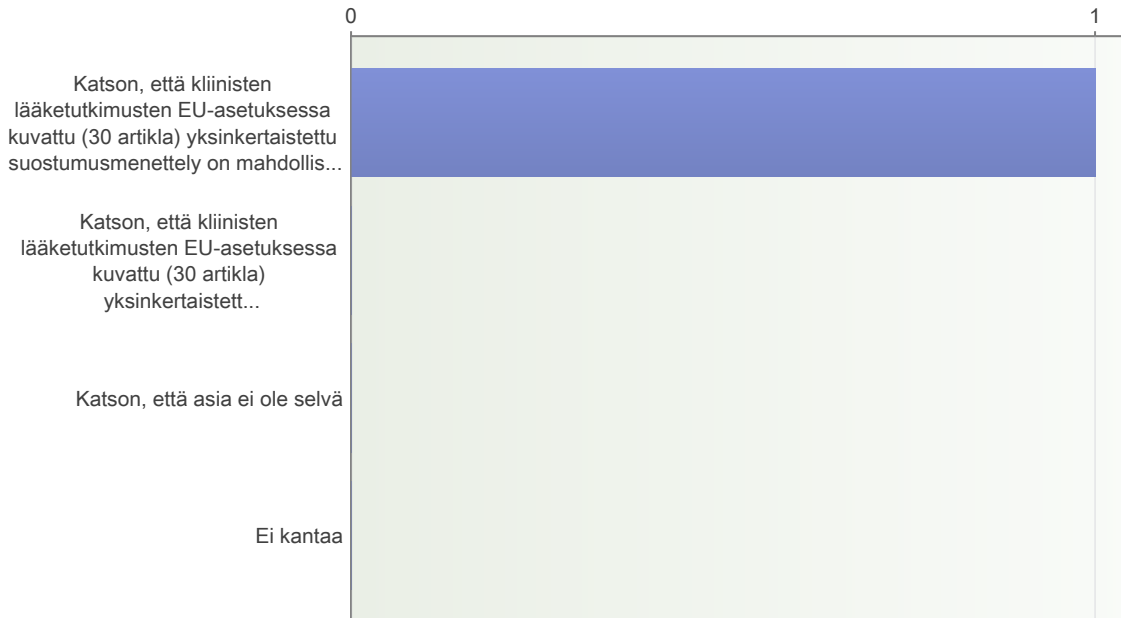 0 1
Katson, että kliinisten
lääketutkimusten EU-asetuksessa
kuvattu (30 artikla) yksinkertaistettu
suostumusmenettely on mahdollis...
Katson, että kliinisten
lääketutkimusten EU-asetuksessa
kuvattu (30 artikla)
yksinkertaistett...
Katson, että asia ei ole selvä
Ei kantaa